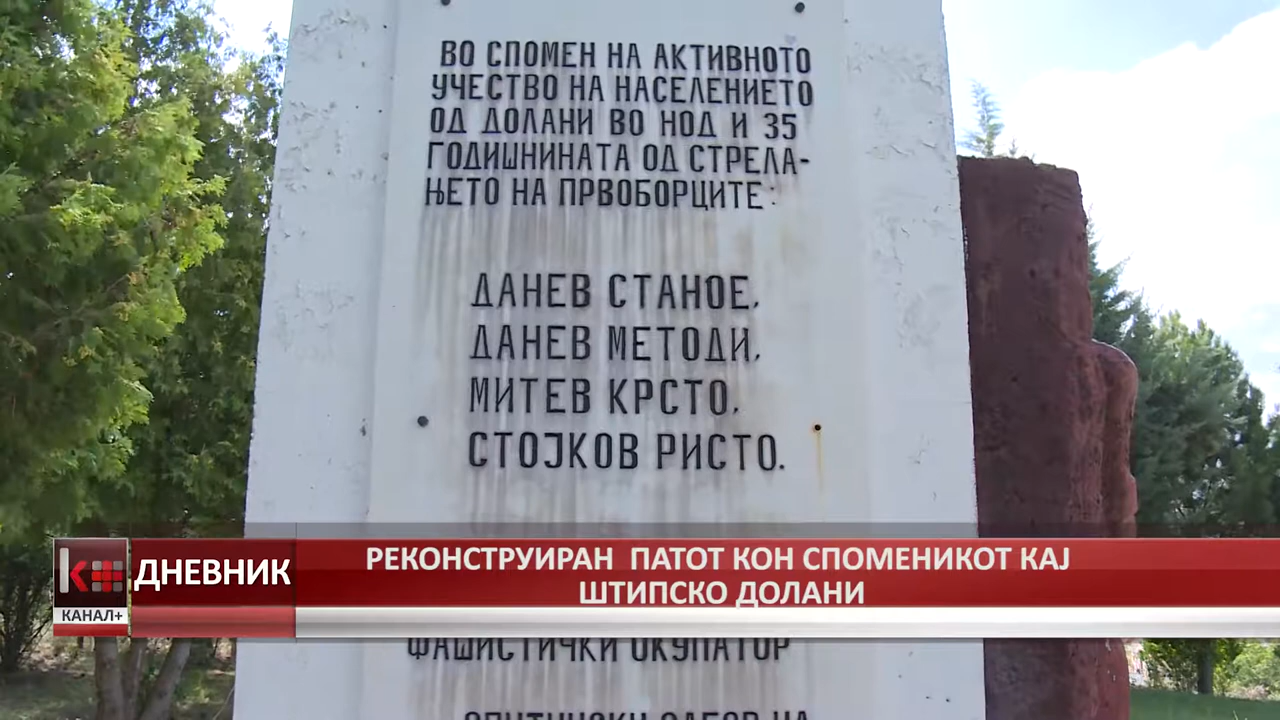 ВО СПОМЕН НА АКТИВНОТО
УЧЕСТВО НА НАСЕЛЕНИЕТО
ОД ДОЛАНИ ВО НОД И 35
ГОДИШНИНАТА ОД СТРЕЛА-
ЊЕТО НА ПРВОБОРЦИТЕ:
ДАНЕВ СТАНОЕ,
ДАНЕВ МЕТОДИ,
МИТЕВ КРСТО,
СТОЈКОВ РИСТО.
К
КАНАЛ+
ДНЕВНИК
РЕКОНСТРУИРАН ПАТОТ КОН СПОМЕНИКОТ КАЈ
ШТИПСКО ДОЛАНИ
ФАШИСТИЧКИ ОКУПАТОР
НА